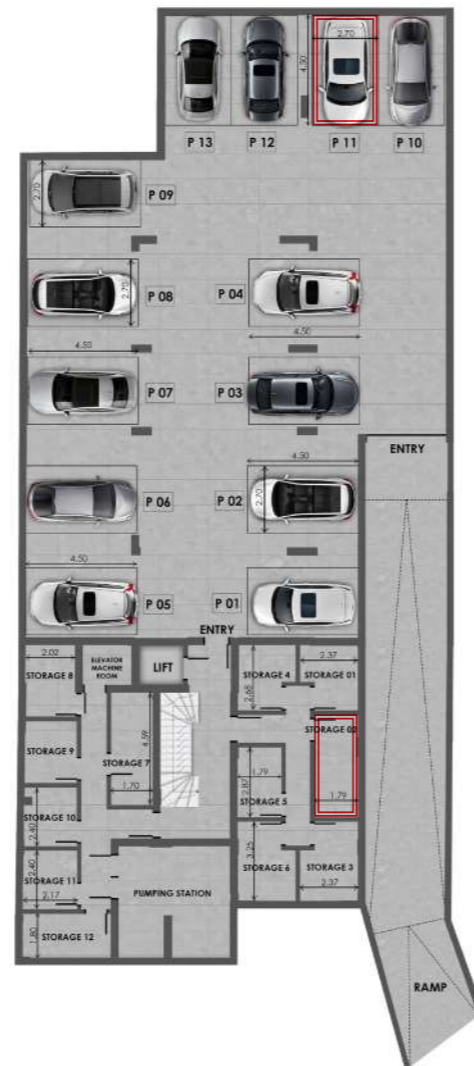 2.70
4.50
P 13
P 12
P 11
P 10
2.70
P 09
P 08
2.70
P 04
4.50
4.50
P 07
P 03
4.50
ENTRY
P 06
P 02
2.70
4.50
P 05
P 01
ENTRY
2.02
STORAGE 8
ELEVATOR
MACHINE
ROOM
LIFT
STORAGE 4
2.65
2.37
STORAGE 01
STORAGE 9
STORAGE 7
4.59
1.70
STORAGE 02
1.79
1.79
2.87
STORAGE 5
STORAGE 10
2.40
2.40
STORAGE 11
2.17
3.25
STORAGE 6
STORAGE 3
2.37
PUMPING STATION
1.80
STORAGE 12
RAMP